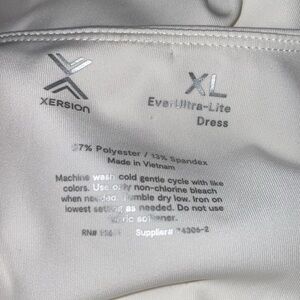 XERSION
XL
EverUltra-Lite
Dress
87% Polyester / 13% Spandex
Made in Vietnam
Machine wash cold gentle cycle with like
colors. Use only non-chlorine bleach
when needed. Tumble dry low. Iron on
lowest setting as needed. Do not use
fabric softener.
RN# Supplier#